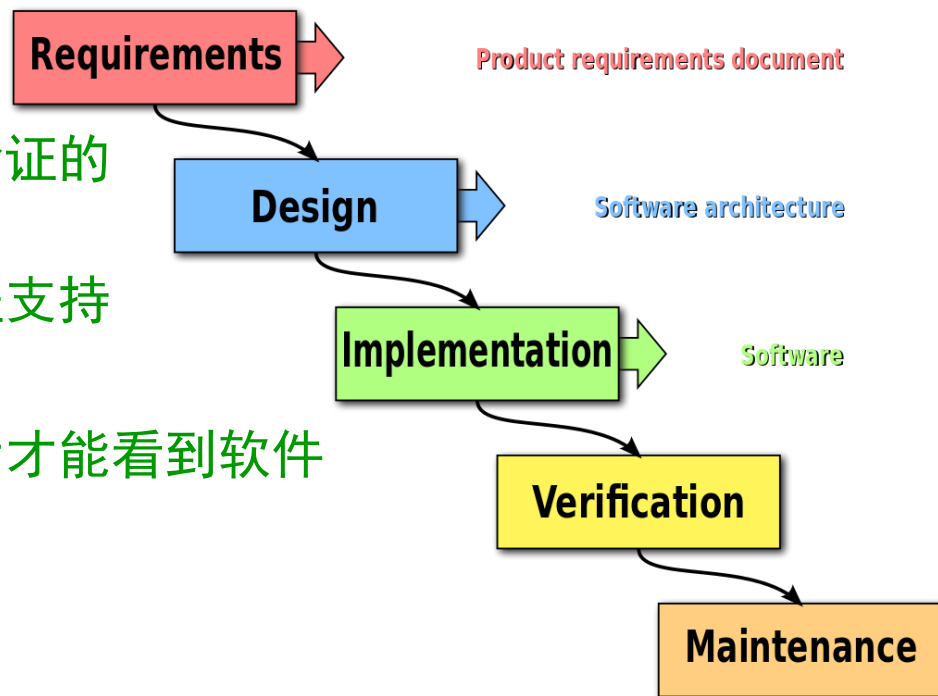 Requirements
Product requirements document
证的
Design
Software architecture
支持
Implementation
Software
才能看到软件
Verification
Maintenance